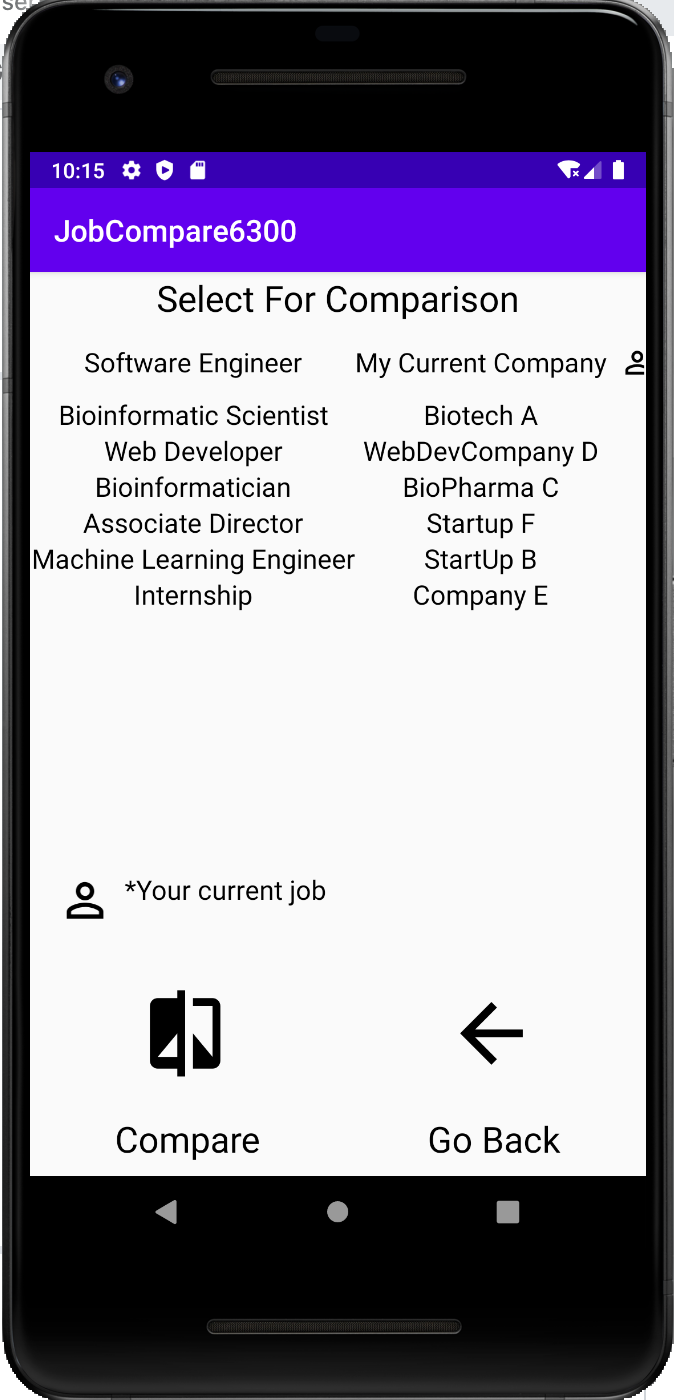 10:15
JobCompare6300
Select For Comparison
Software Engineer My Current Company
Bioinformatic Scientist Biotech A
Web Developer WebDevCompany D
Bioinformatician BioPharma C
Associate Director Startup F
Machine Learning Engineer StartUp B
Internship Company E
*Your current job
Compare Go Back